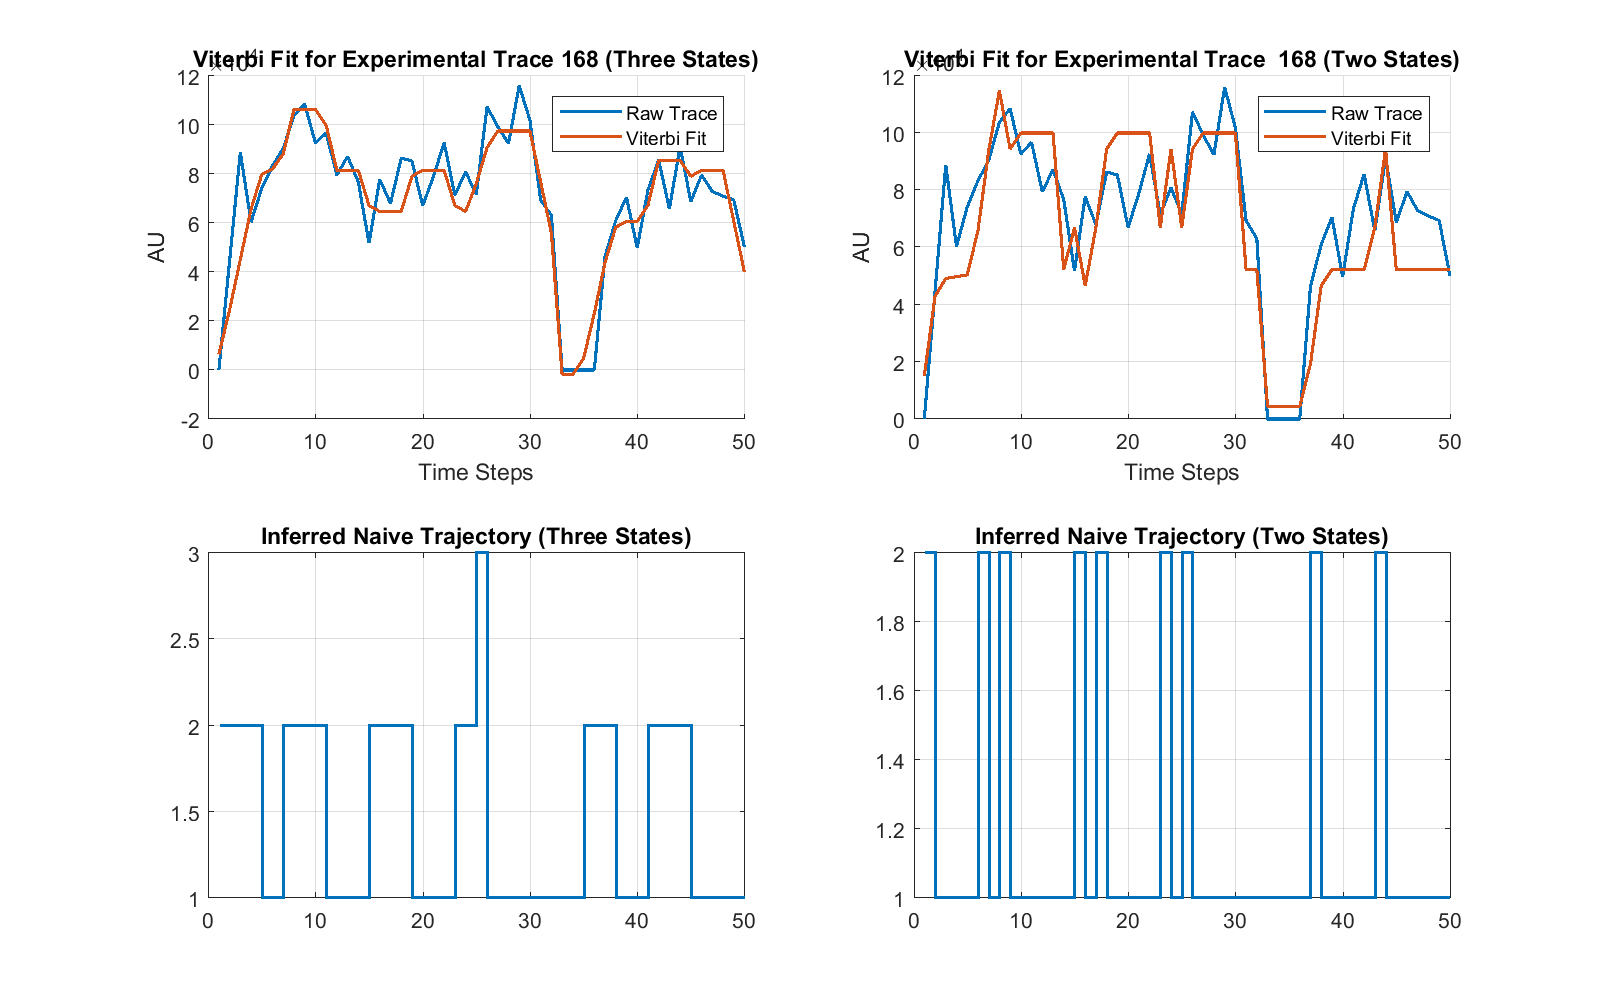 Viterbi Fit for Experimental Trace 168 (Three States)
×10^4
12
10
8
6
4
2
0
-2
AU
Raw Trace
Viterbi Fit
0 10 20 30 40 50
Time Steps
Viterbi Fit for Experimental Trace 168 (Two States)
×10^4
12
10
8
6
4
2
0
AU
Raw Trace
Viterbi Fit
0 10 20 30 40 50
Time Steps
Inferred Naive Trajectory (Three States)
3
2.5
2
1.5
1
0 10 20 30 40 50
Inferred Naive Trajectory (Two States)
2
1.8
1.6
1.4
1.2
1
0 10 20 30 40 50